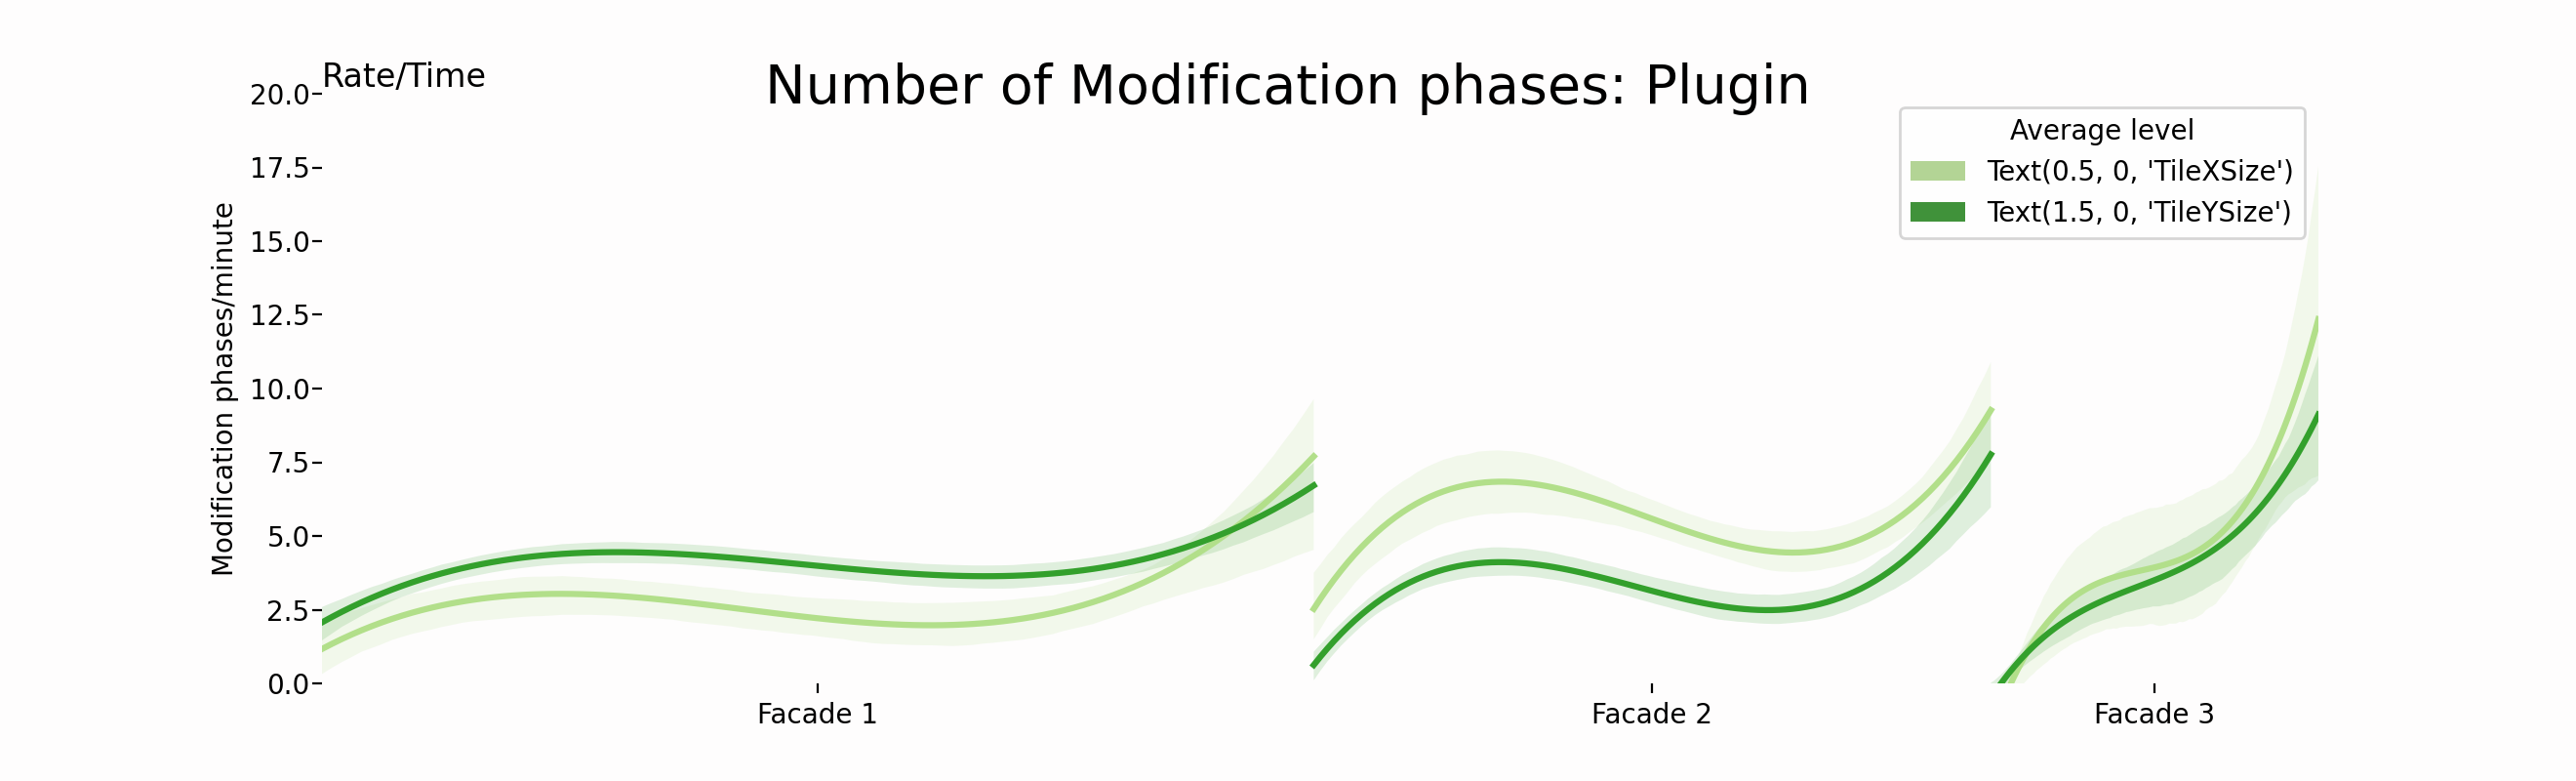 Rate/Time
Number of Modification phases: Plugin
20.0
17.5
15.0
12.5
10.0
7.5
5.0
2.5
0.0
Modification phases/minute
Average level
Text(0.5, 0, 'TileXSize')
Text(1.5, 0, 'TileYSize')
Facade 1
Facade 2
Facade 3